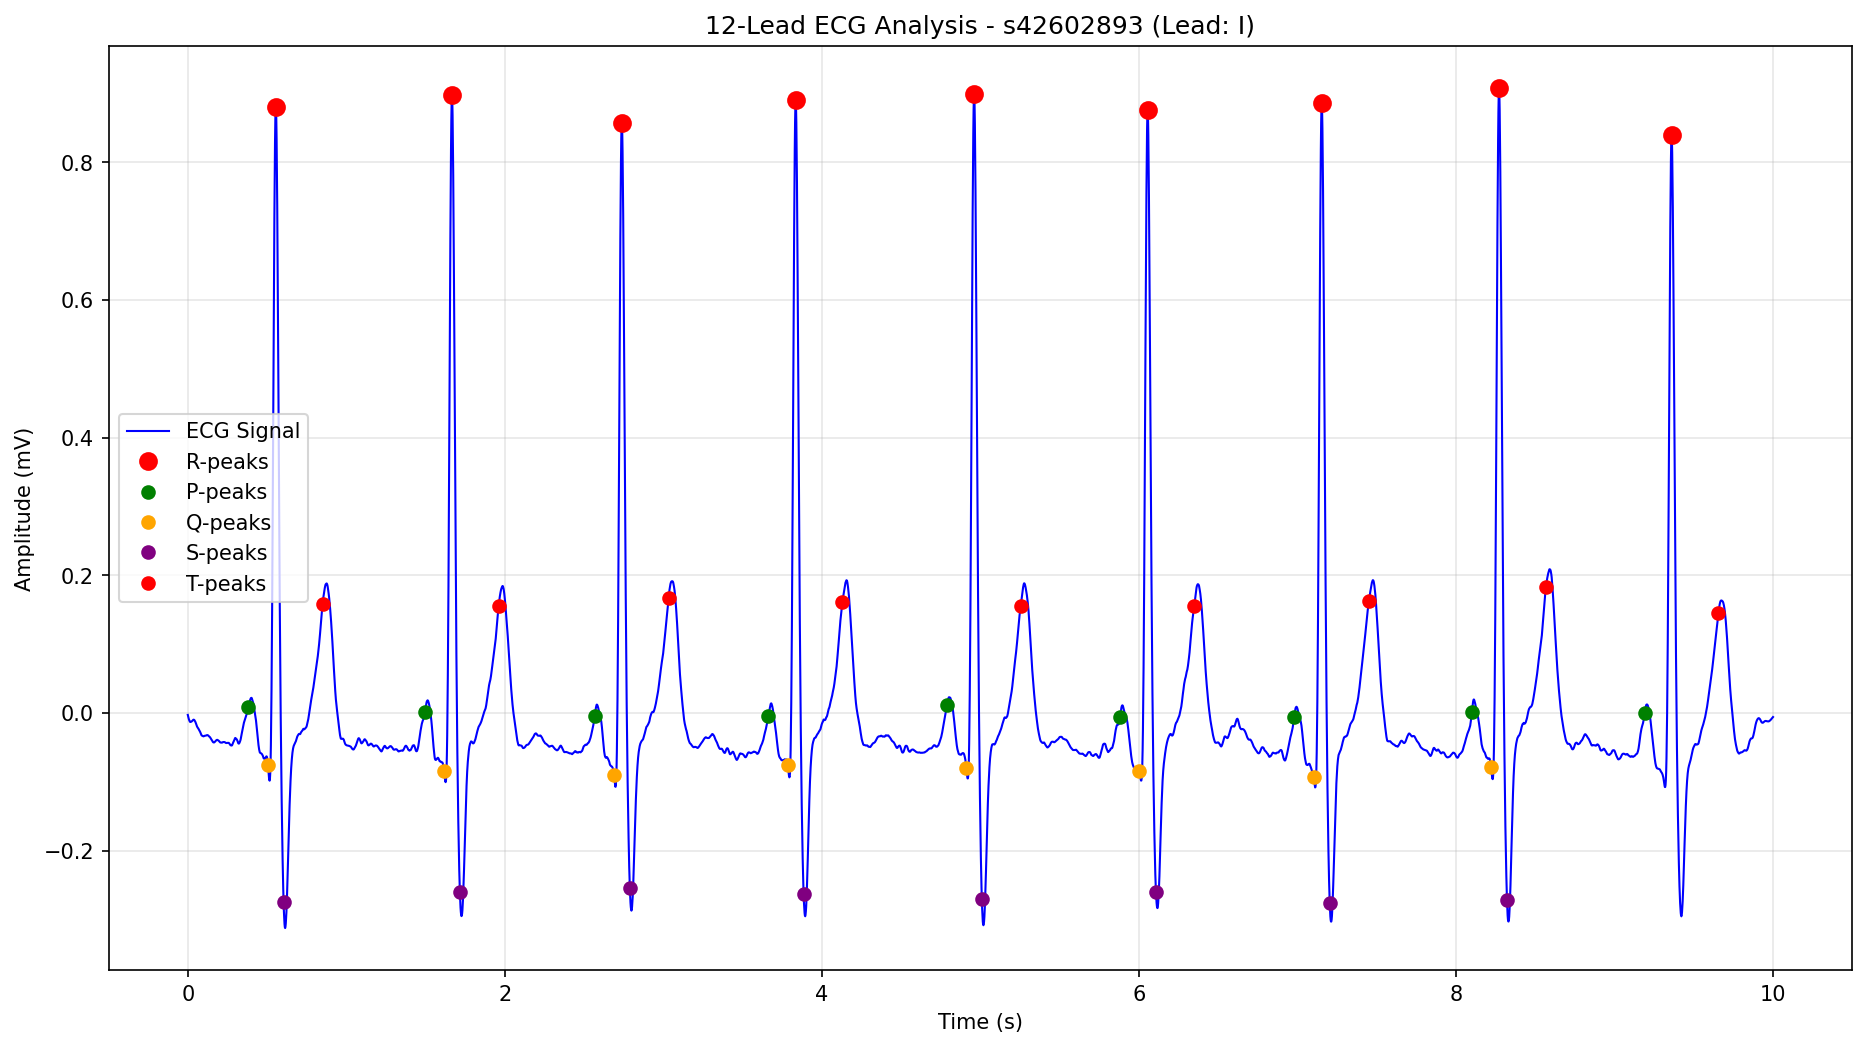 12-Lead ECG Analysis - s42602893 (Lead: I)
Amplitude (mV)
0.8
0.6
0.4
0.2
0.0
−0.2
ECG Signal
R-peaks
P-peaks
Q-peaks
S-peaks
T-peaks
0 2 4 6 8 10
Time (s)